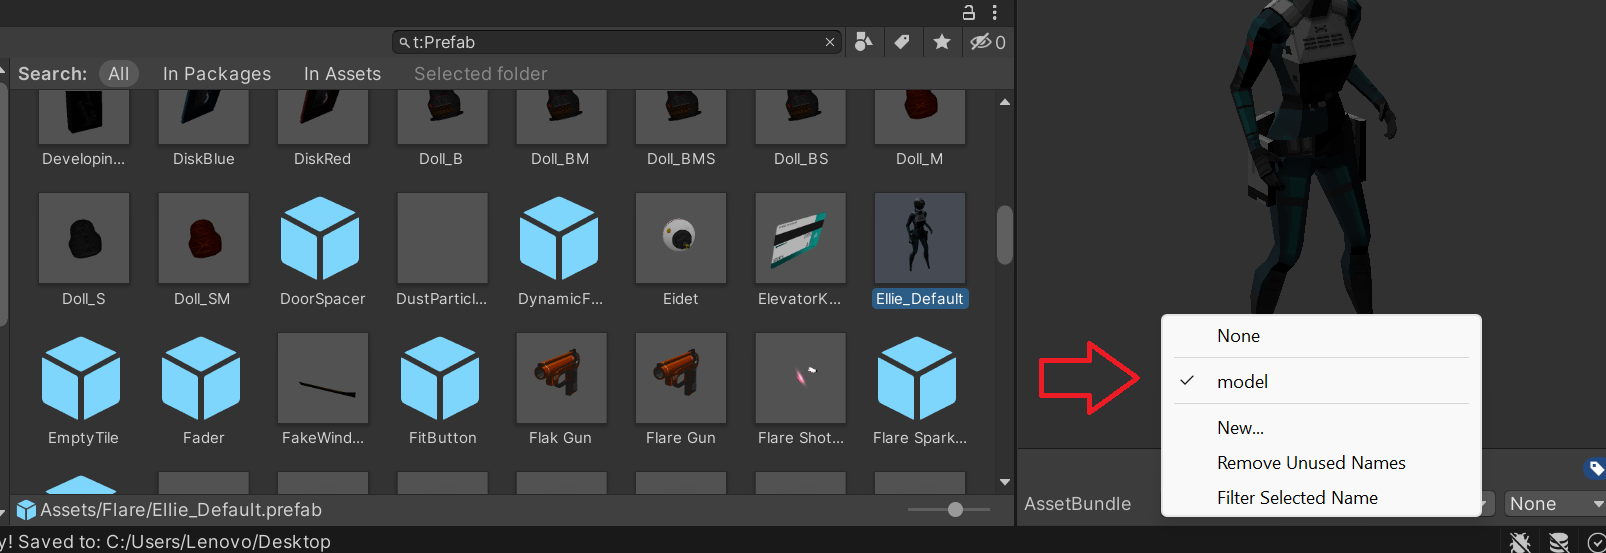 t:Prefab
0
Search: All In Packages In Assets Selected folder
Developin... DiskBlue DiskRed Doll_B Doll_BM Doll_BMS Doll_BS Doll_M
Doll_S Doll_SM DoorSpacer DustParticl... DynamicF... Eidet ElevatorK... Ellie_Default
EmptyTile Fader FakeWind... FitButton Flak Gun Flare Gun Flare Shot... Flare Spark...
Assets/Flare/Ellie_Default.prefab
y! Saved to: C:/Users/Lenovo/Desktop
None
model
New...
Remove Unused Names
Filter Selected Name
AssetBundle None